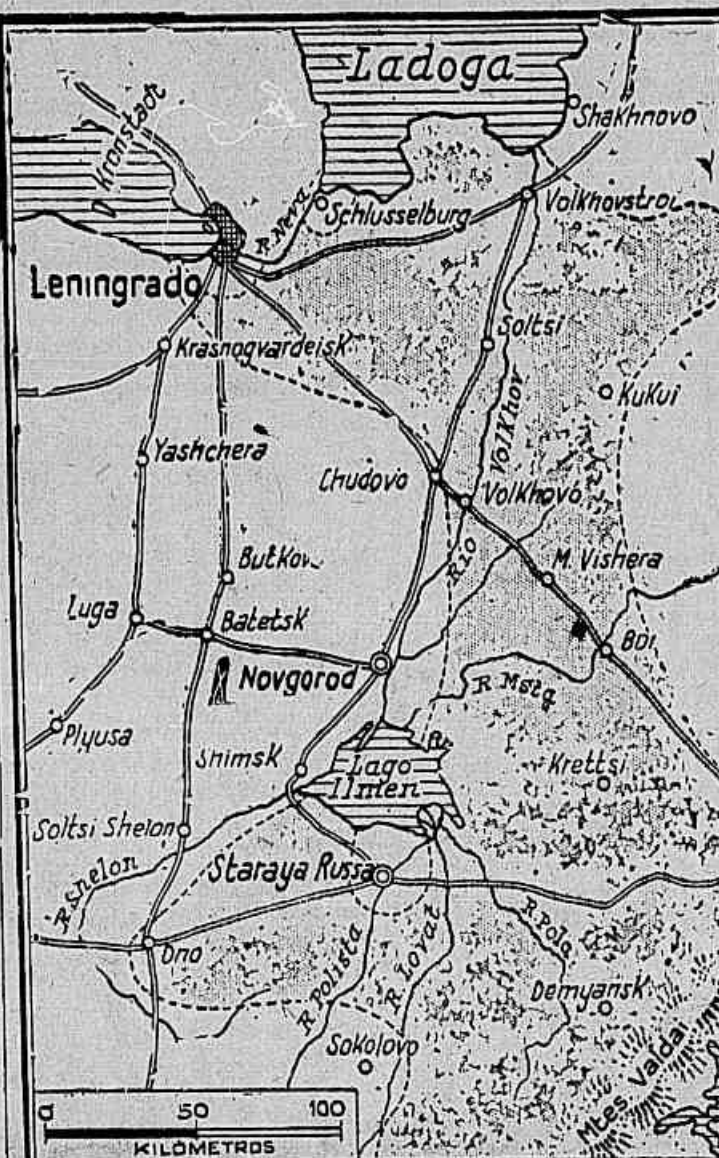 Ladoga
Shakhnovo
Kronstadt
R. Neva
Schlusselburg
Volkhovstroi
Leningrado
Soltsi
Krasnogvardeisk
KuKui
Yashchera
Chudovo
Volkhovo
Rio Volkhor
M. Vishera
Butkov
Luga
Batetsk
Bol
Novgorod
R Msta
Plyusa
Shimsk
Lago
Ilmen
Krettsi
Soltsi Shelon
Staraya Russa
R Shelon
R. Pola
Dno
R Polista
R Lovat
Demyansk
Sokolovo
Mtes Valdai
0 50 100
KILÓMETROS